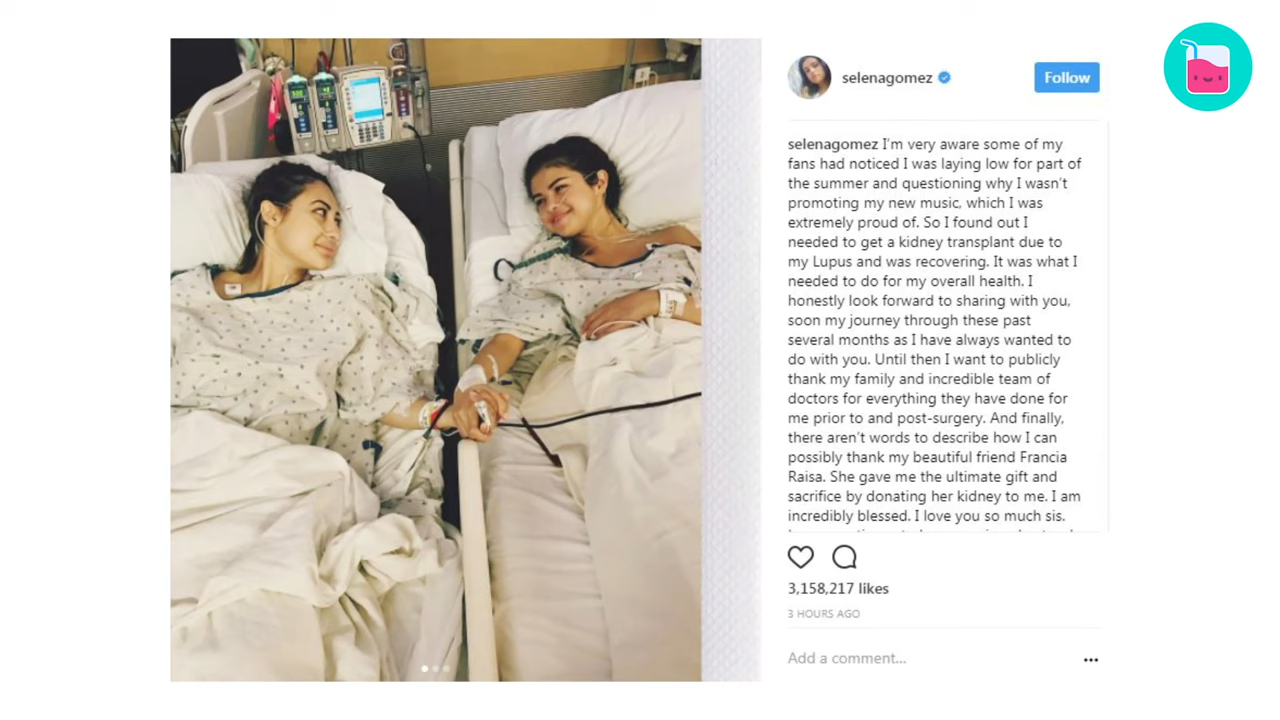 selenagomez
Follow
selenagomez I'm very aware some of my
fans had noticed I was laying low for part of
the summer and questioning why I wasn't
promoting my new music, which I was
extremely proud of. So I found out I
needed to get a kidney transplant due to
my Lupus and was recovering. It was what I
needed to do for my overall health. I
honestly look forward to sharing with you,
soon my journey through these past
several months as I have always wanted to
do with you. Until then I want to publicly
thank my family and incredible team of
doctors for everything they have done for
me prior to and post-surgery. And finally,
there aren't words to describe how I can
possibly thank my beautiful friend Francia
Raisa. She gave me the ultimate gift and
sacrifice by donating her kidney to me. I am
incredibly blessed. I love you so much sis.
3,158,217 likes
3 HOURS AGO
Add a comment...